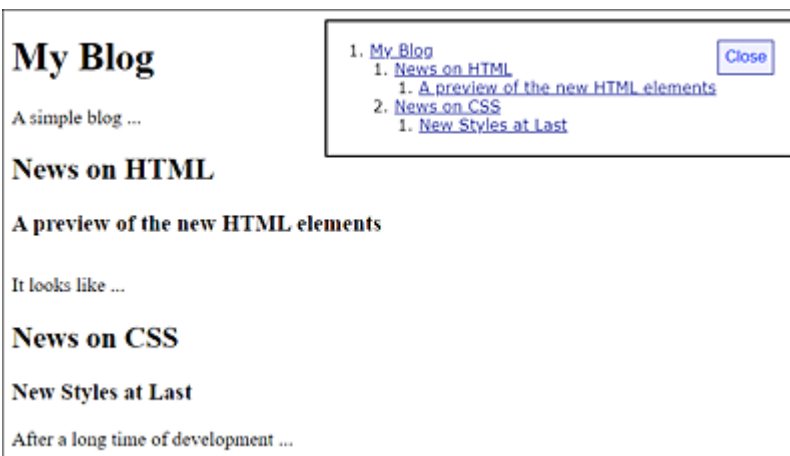 My Blog
A simple blog ...
News on HTML
A preview of the new HTML elements
It looks like ...
News on CSS
New Styles at Last
After a long time of development ...
1. My Blog
1. News on HTML
1. A preview of the new HTML elements
2. News on CSS
1. New Styles at Last
Close